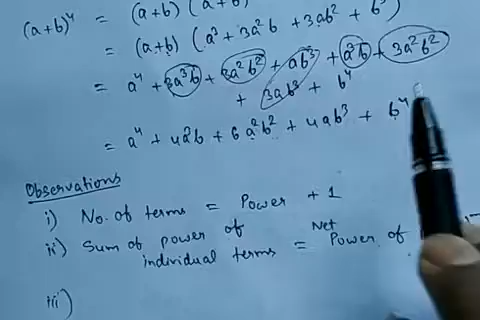 (a+b)⁴ = (a+b) (a+b)
= (a+b) (a³ + 3a²b + 3ab² + b³)
= a⁴ + 3a³b + 3a²b² + ab³ + a³b + 3a²b²
+ 3ab³ + b⁴
= a⁴ + 4a³b + 6a²b² + 4ab³ + b⁴
Observations
i) No. of terms = Power + 1
ii) Sum of power of individual terms = Net Power of
iii)